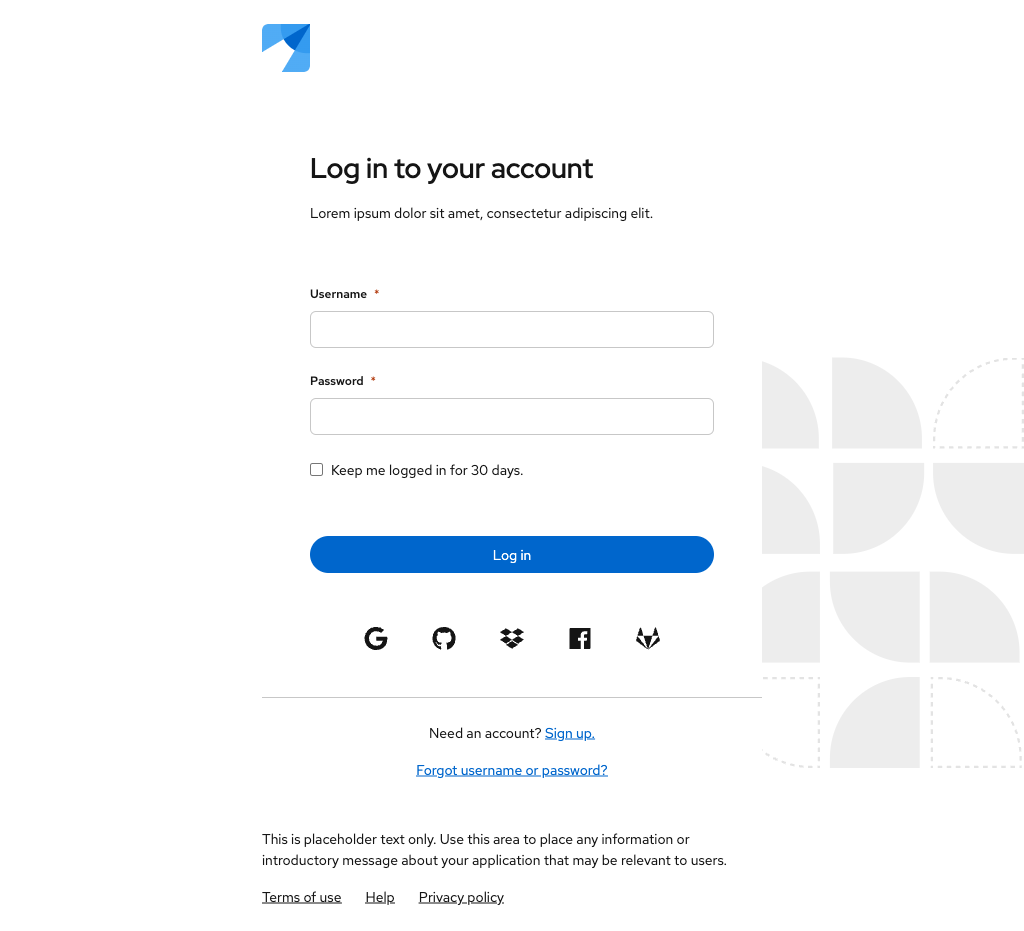 Log in to your account
Lorem ipsum dolor sit amet, consectetur adipiscing elit.
Username *
Password *
Keep me logged in for 30 days.
Log in
Need an account? Sign up.
Forgot username or password?
This is placeholder text only. Use this area to place any information or
introductory message about your application that may be relevant to users.
Terms of use Help Privacy policy